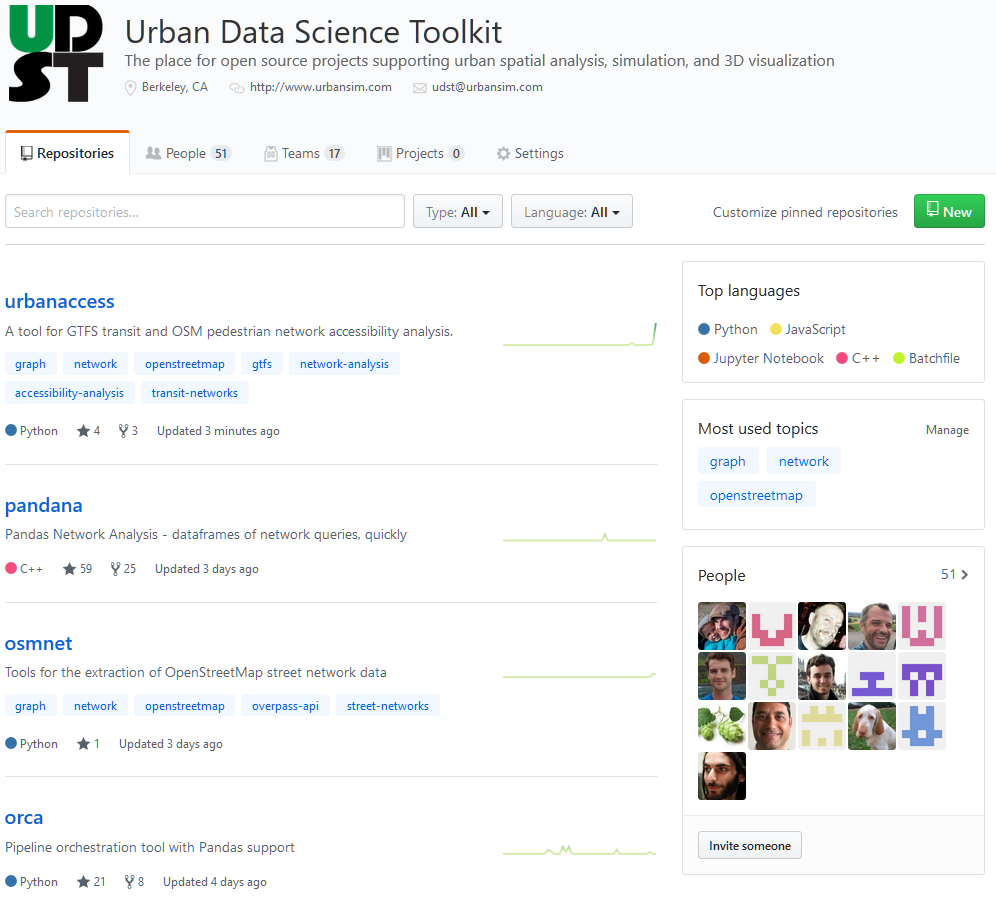 UD
ST
Urban Data Science Toolkit
The place for open source projects supporting urban spatial analysis, simulation, and 3D visualization
Berkeley, CA http://www.urbansim.com udst@urbansim.com
Repositories People 51 Teams 17 Projects 0 Settings
Search repositories... Type: All Language: All Customize pinned repositories New
urbanaccess
A tool for GTFS transit and OSM pedestrian network accessibility analysis.
graph network openstreetmap gtfs network-analysis
accessibility-analysis transit-networks
Python 4 3 Updated 3 minutes ago
pandana
Pandas Network Analysis - dataframes of network queries, quickly
C++ 59 25 Updated 3 days ago
osmnet
Tools for the extraction of OpenStreetMap street network data
graph network openstreetmap overpass-api street-networks
Python 1 Updated 3 days ago
orca
Pipeline orchestration tool with Pandas support
Python 21 8 Updated 4 days ago
Top languages
Python JavaScript
Jupyter Notebook C++ Batchfile
Most used topics Manage
graph network
openstreetmap
People 51
Invite someone